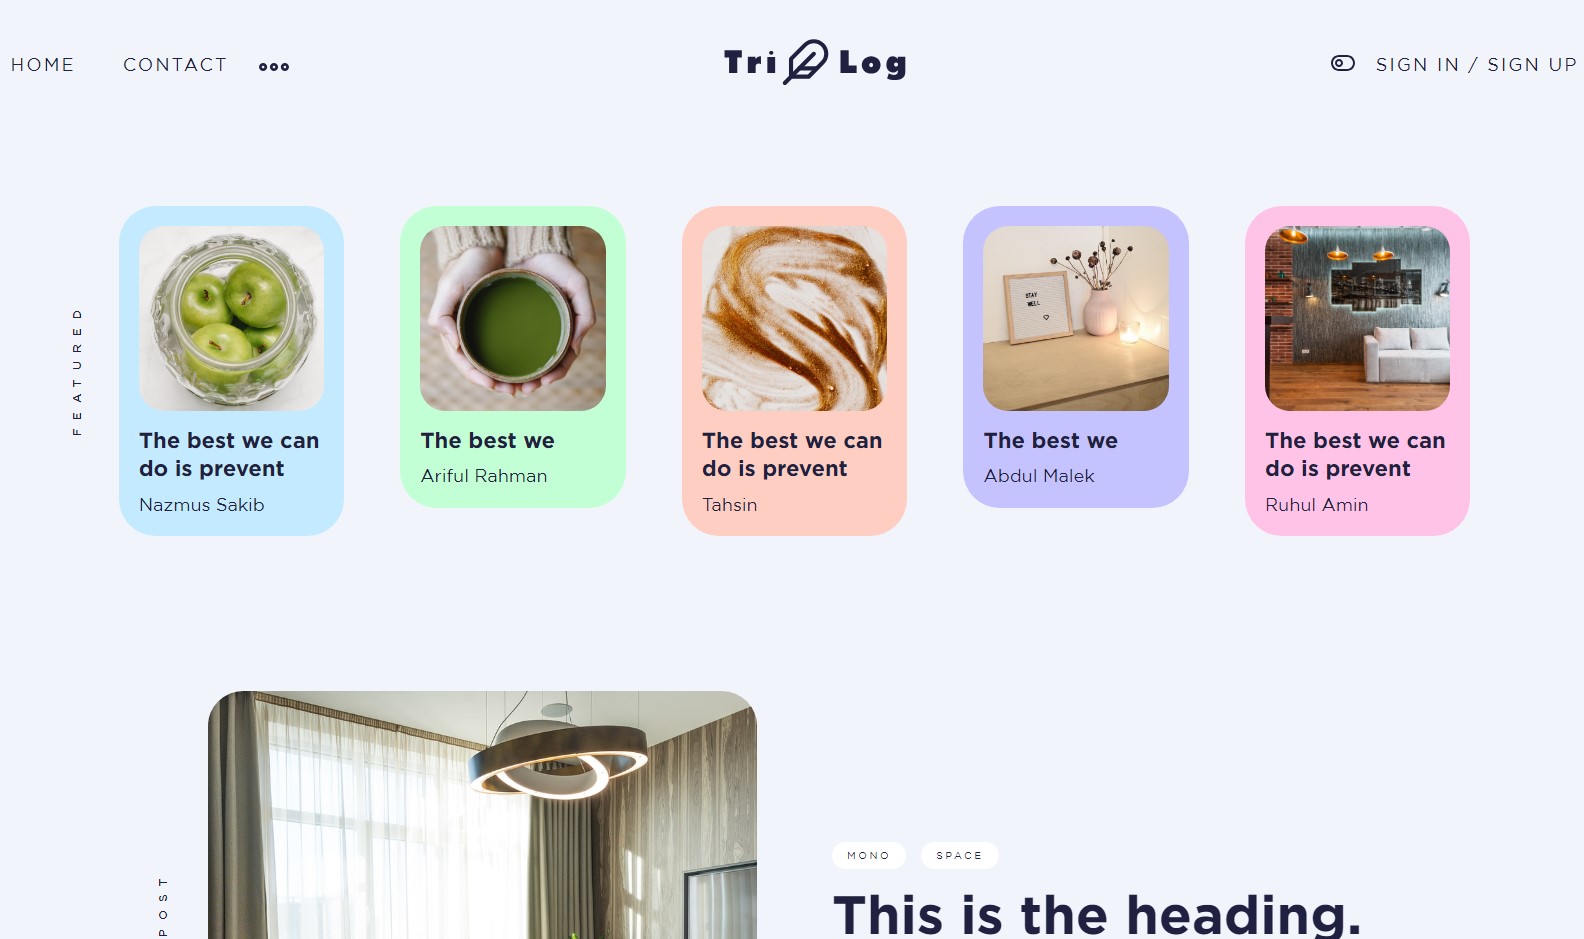 HOME CONTACT
Tri Log
SIGN IN / SIGN UP
FEATURED
The best we can
do is prevent
Nazmus Sakib
The best we
Ariful Rahman
The best we can
do is prevent
Tahsin
STAY
WELL
The best we
Abdul Malek
The best we can
do is prevent
Ruhul Amin
POST
MONO SPACE
This is the heading.